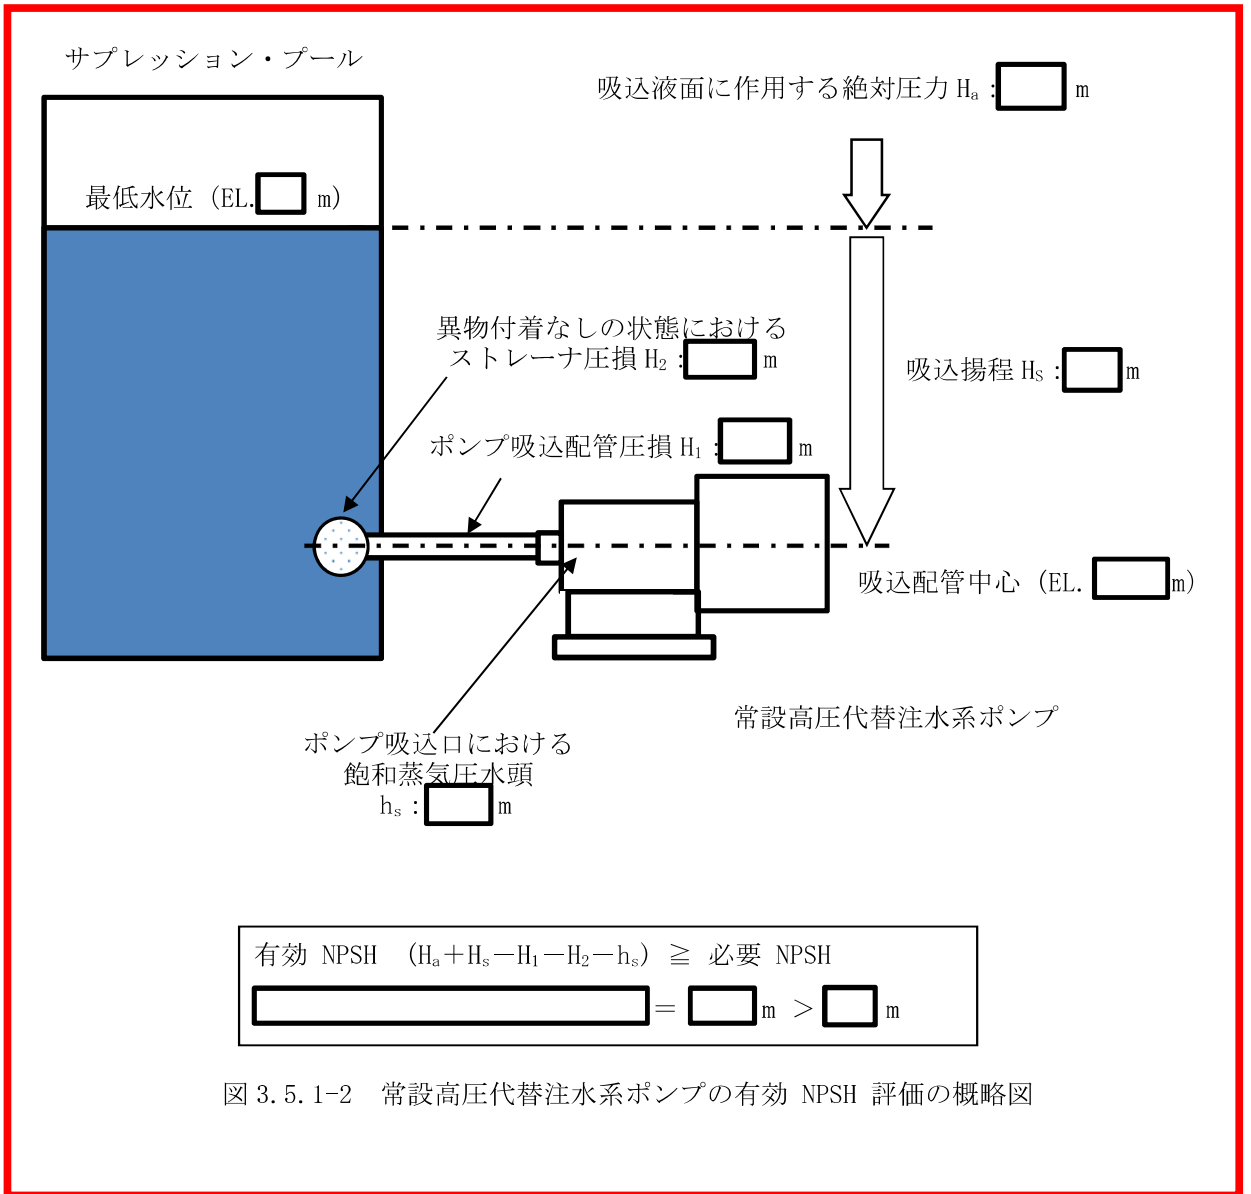 サプレッション・プール
吸込液面に作用する絶対圧力 Ha : m
最低水位 (EL. m)
異物付着なしの状態における
ストレーナ圧損 H2 : m
吸込揚程 HS : m
ポンプ吸込配管圧損 H1 : m
吸込配管中心 (EL. m)
常設高圧代替注水系ポンプ
ポンプ吸込口における
飽和蒸気圧水頭
hs : m
有効 NPSH (Ha+Hs-H1-H2-hs) ≧ 必要 NPSH
= m > m
図 3.5.1-2 常設高圧代替注水系ポンプの有効 NPSH 評価の概略図